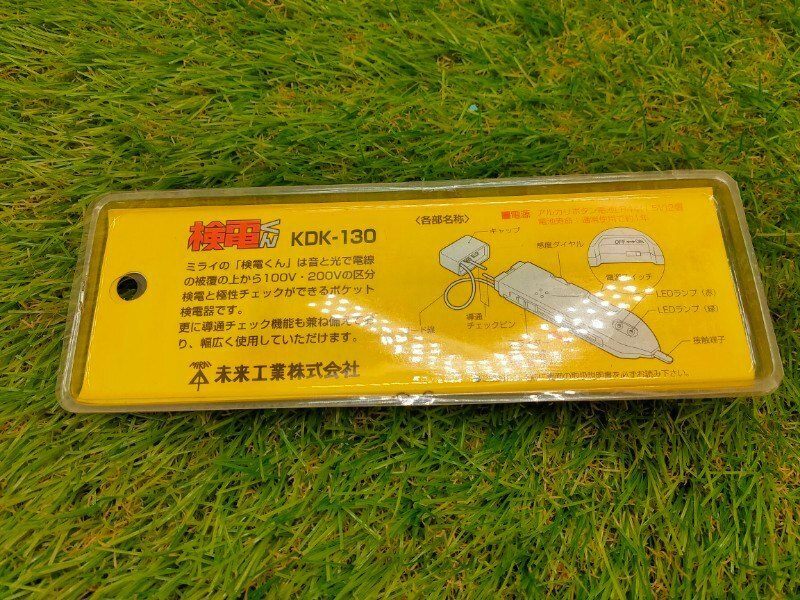 検電くん KDK-130
ミライの「検電くん」は音と光で電線
の被覆の上から100V・200Vの区分
検電と極性チェックができるポケット
検電器です。
更に導通チェック機能も兼ね備えてお
り、幅広く使用していただけます。
未来工業株式会社
〈各部名称〉
■電源
キャップ
感度ダイヤル
OFF
電源スイッチ
LEDランプ（赤）
LEDランプ（緑）
接触端子
導通
チェックピン
ド線